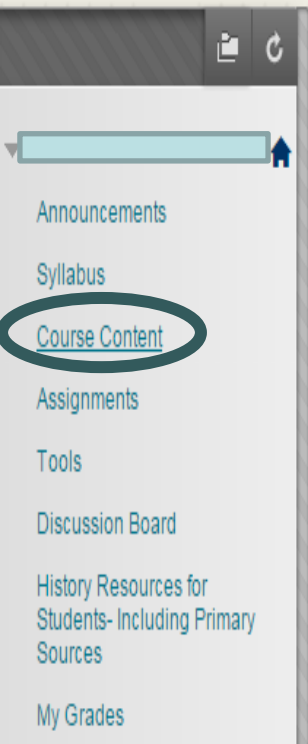 Announcements
Syllabus
Course Content
Assignments
Tools
Discussion Board
History Resources for
Students- Including Primary
Sources
My Grades